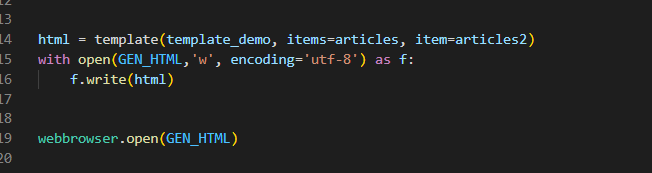 12
13
14 html = template(template_demo, items=articles, item=articles2)
15 with open(GEN_HTML,'w', encoding='utf-8') as f:
16     f.write(html)
17
18
19 webbrowser.open(GEN_HTML)
20